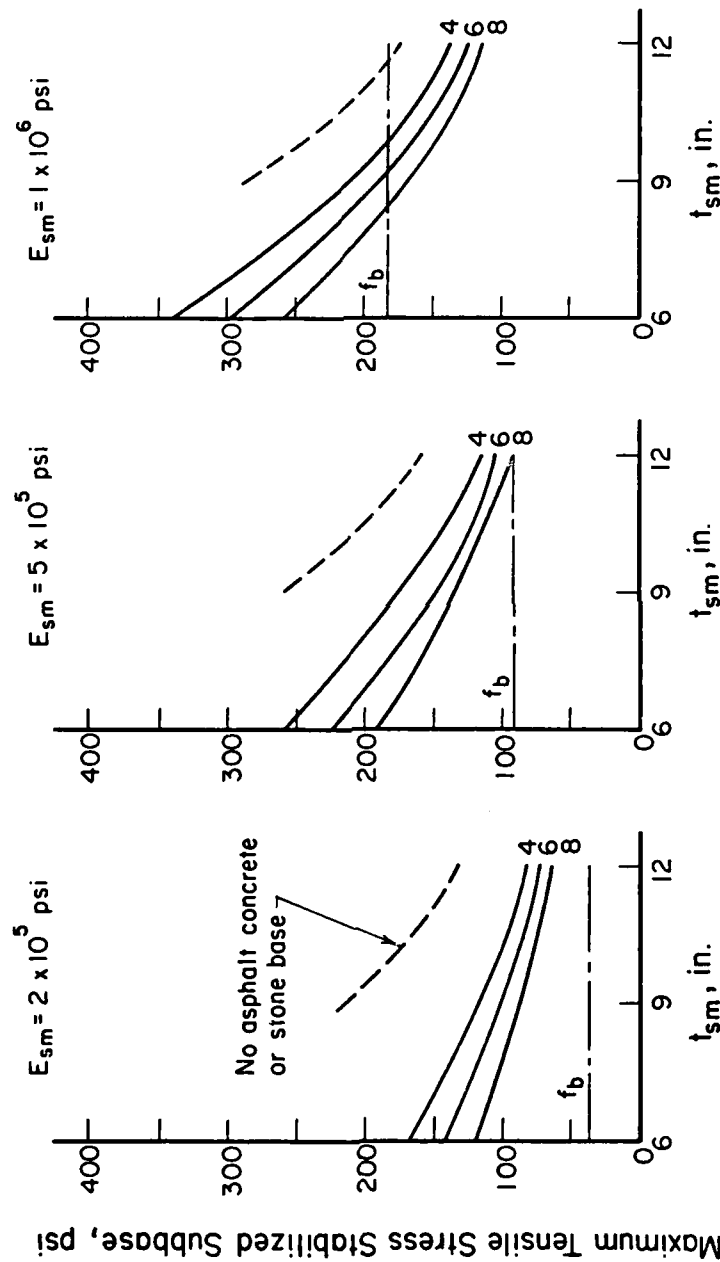 Maximum Tensile Stress Stabilized Subbase, psi
E_sm = 2 x 10^5 psi
400
300
200
100
0
No asphalt concrete
or stone base
f_b
4
6
8
6
9
12
t_sm, in.
E_sm = 5 x 10^5 psi
400
300
200
100
0
f_b
4
6
8
6
9
12
t_sm, in.
E_sm = 1 x 10^6 psi
400
300
200
100
0
f_b
4
6
8
6
9
12
t_sm, in.